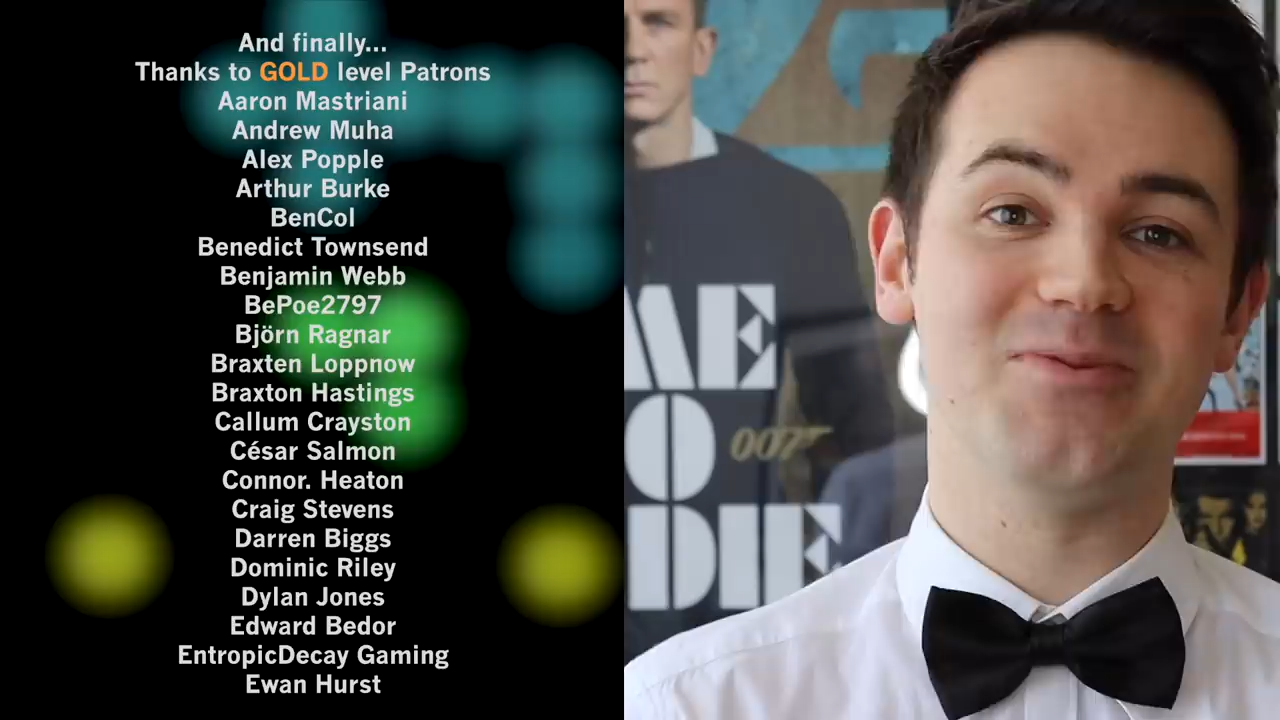 And finally...
Thanks to GOLD level Patrons
Aaron Mastriani
Andrew Muha
Alex Popple
Arthur Burke
BenCol
Benedict Townsend
Benjamin Webb
BePoe2797
Björn Ragnar
Braxten Loppnow
Braxton Hastings
Callum Crayston
César Salmon
Connor. Heaton
Craig Stevens
Darren Biggs
Dominic Riley
Dylan Jones
Edward Bedor
EntropicDecay Gaming
Ewan Hurst
ME
O
007
DIE